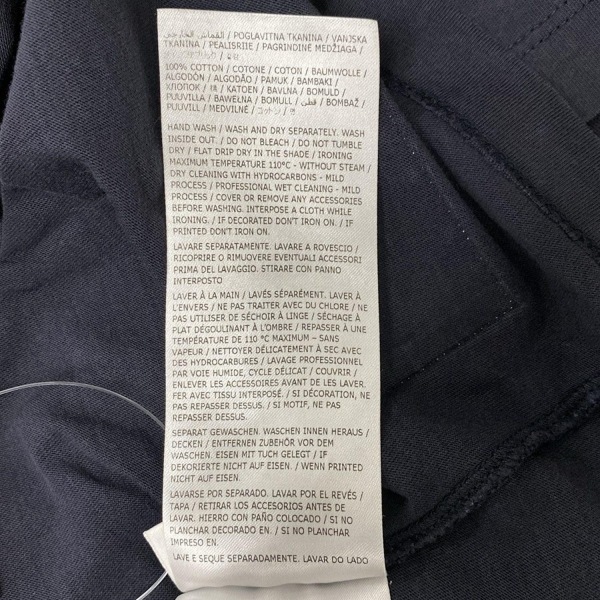 القماش الخارجي / POGLAVITNA TKANINA / VANJSKA
TKANINA / PEALISRIIE / PAGRINDINĖ MEDŽIAGA /
100% COTTON / COTONE / COTON / BAUMWOLLE /
ALGODÓN / ALGODÃO / PAMUK / BAMBAKI /
ХЛОПОК / 棉 / KATOEN / BAVLNA / BOMULD /
PUUVILLA / BAWEŁNA / BOMULL / قطن / BOMBAŽ /
PUUVILL / MEDVILNĖ / コットン / 면
HAND WASH / WASH AND DRY SEPARATELY. WASH
INSIDE OUT. / DO NOT BLEACH / DO NOT TUMBLE
DRY / FLAT DRIP DRY IN THE SHADE / IRONING
MAXIMUM TEMPERATURE 110°C - WITHOUT STEAM /
DRY CLEANING WITH HYDROCARBONS - MILD
PROCESS / PROFESSIONAL WET CLEANING - MILD
PROCESS / COVER OR REMOVE ANY ACCESSORIES
BEFORE WASHING. INTERPOSE A CLOTH WHILE
IRONING. / IF DECORATED DON'T IRON ON. / IF
PRINTED DON'T IRON ON.
LAVARE SEPARATAMENTE. LAVARE A ROVESCIO /
RICOPRIRE O RIMUOVERE EVENTUALI ACCESSORI
PRIMA DEL LAVAGGIO. STIRARE CON PANNO
INTERPOSTO
LAVER À LA MAIN / LAVÉS SÉPARÉMENT. LAVER À
L'ENVERS / NE PAS TRAITER AVEC DU CHLORE / NE
PAS UTILISER DE SÉCHOIR À LINGE / SÉCHAGE À
PLAT DÉGOULINANT À L'OMBRE / REPASSER À UNE
TEMPÉRATURE DE 110 °C MAXIMUM – SANS
VAPEUR / NETTOYER DÉLICATEMENT À SEC AVEC
DES HYDROCARBURES / LAVAGE PROFESSIONNEL
PAR VOIE HUMIDE, CYCLE DÉLICAT / COUVRIR /
ENLEVER LES ACCESSOIRES AVANT DE LES LAVER.
FER AVEC TISSU INTERPOSÉ. / SI DÉCORATION, NE
PAS REPASSER DESSUS. / SI MOTIF, NE PAS
REPASSER DESSUS.
SEPARAT GEWASCHEN. WASCHEN INNEN HERAUS /
DECKEN / ENTFERNEN ZUBEHÖR VOR DEM
WASCHEN. EISEN MIT TUCH GELEGT / IF
DEKORIERTE NICHT AUF EISEN. / WENN PRINTED
NICHT AUF EISEN.
LAVARSE POR SEPARADO. LAVAR POR EL REVÉS /
TAPA / RETIRAR LOS ACCESORIOS ANTES DE
LAVAR. HIERRO CON PAÑO COLOCADO / SI NO
PLANCHAR DECORADO EN. / SI NO PLANCHAR
IMPRESO EN.
LAVE E SEQUE SEPARADAMENTE. LAVAR DO LADO